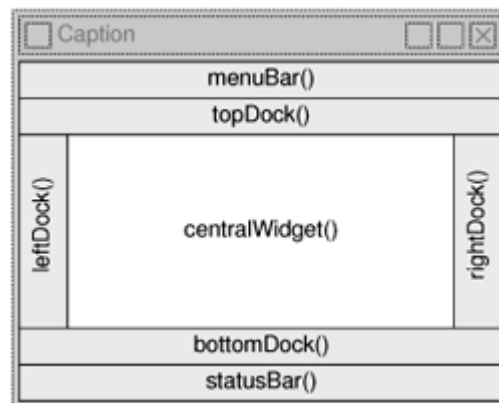 Caption
menuBar()
topDock()
leftDock()
centralWidget()
rightDock()
bottomDock()
statusBar()